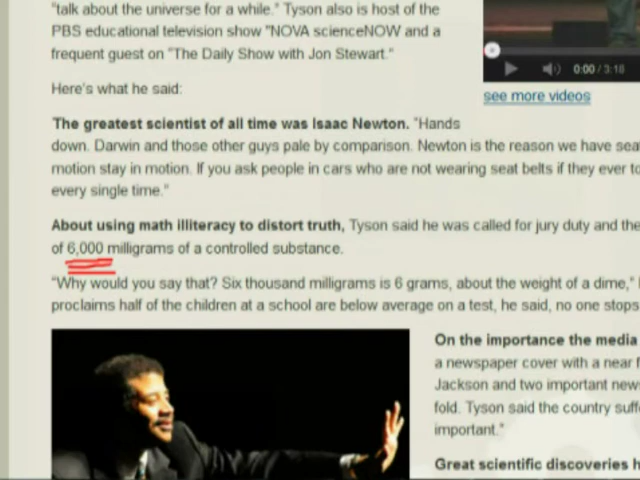 "talk about the universe for a while." Tyson also is host of the
PBS educational television show "NOVA scienceNOW and a
frequent guest on "The Daily Show with Jon Stewart."
0:00 / 3:18
see more videos
Here's what he said:
The greatest scientist of all time was Isaac Newton. "Hands
down. Darwin and those other guys pale by comparison. Newton is the reason we have sea
motion stay in motion. If you ask people in cars who are not wearing seat belts if they ever to
every single time."
About using math illiteracy to distort truth, Tyson said he was called for jury duty and the
of 6,000 milligrams of a controlled substance.
"Why would you say that? Six thousand milligrams is 6 grams, about the weight of a dime,"
proclaims half of the children at a school are below average on a test, he said, no one stops
On the importance the media
a newspaper cover with a near f
Jackson and two important new
fold. Tyson said the country suff
important."
Great scientific discoveries h